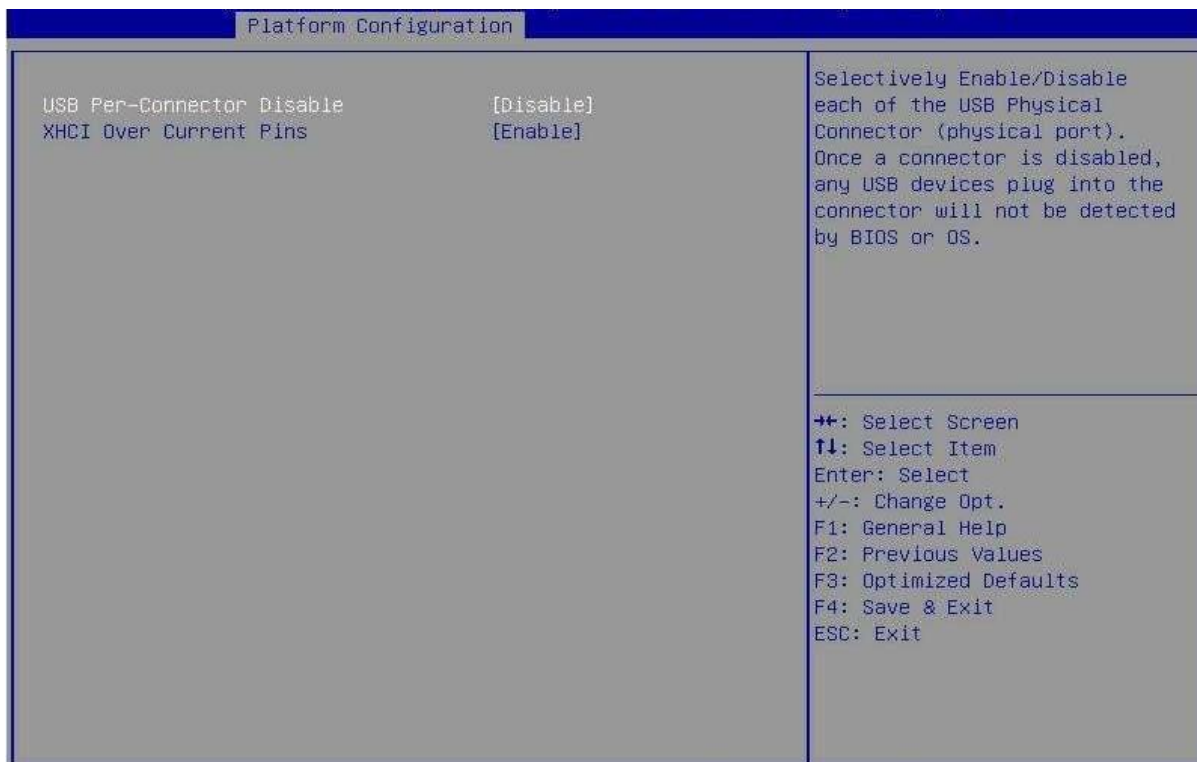 Platform Configuration
USB Per-Connector Disable [Disable]
XHCI Over Current Pins [Enable]
Selectively Enable/Disable
each of the USB Physical
Connector (physical port).
Once a connector is disabled,
any USB devices plug into the
connector will not be detected
by BIOS or OS.
→←: Select Screen
↑↓: Select Item
Enter: Select
+/-: Change Opt.
F1: General Help
F2: Previous Values
F3: Optimized Defaults
F4: Save & Exit
ESC: Exit